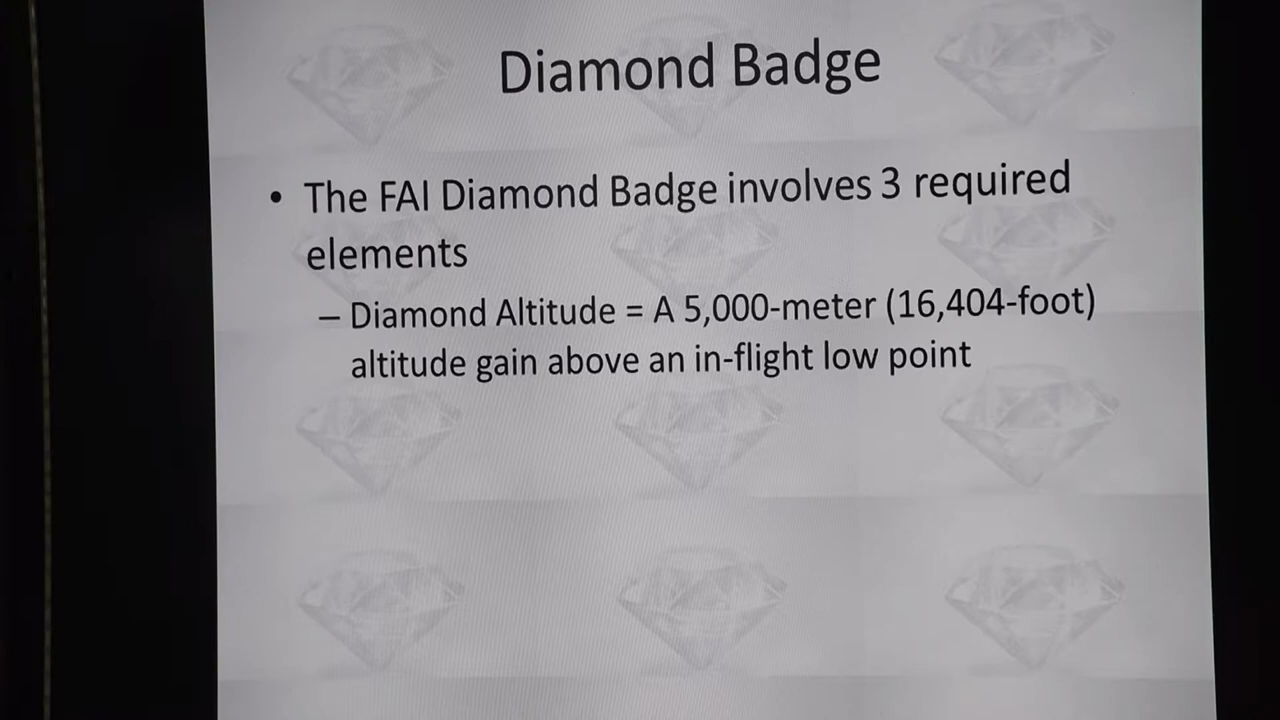 Diamond Badge
• The FAI Diamond Badge involves 3 required
elements
– Diamond Altitude = A 5,000-meter (16,404-foot)
altitude gain above an in-flight low point